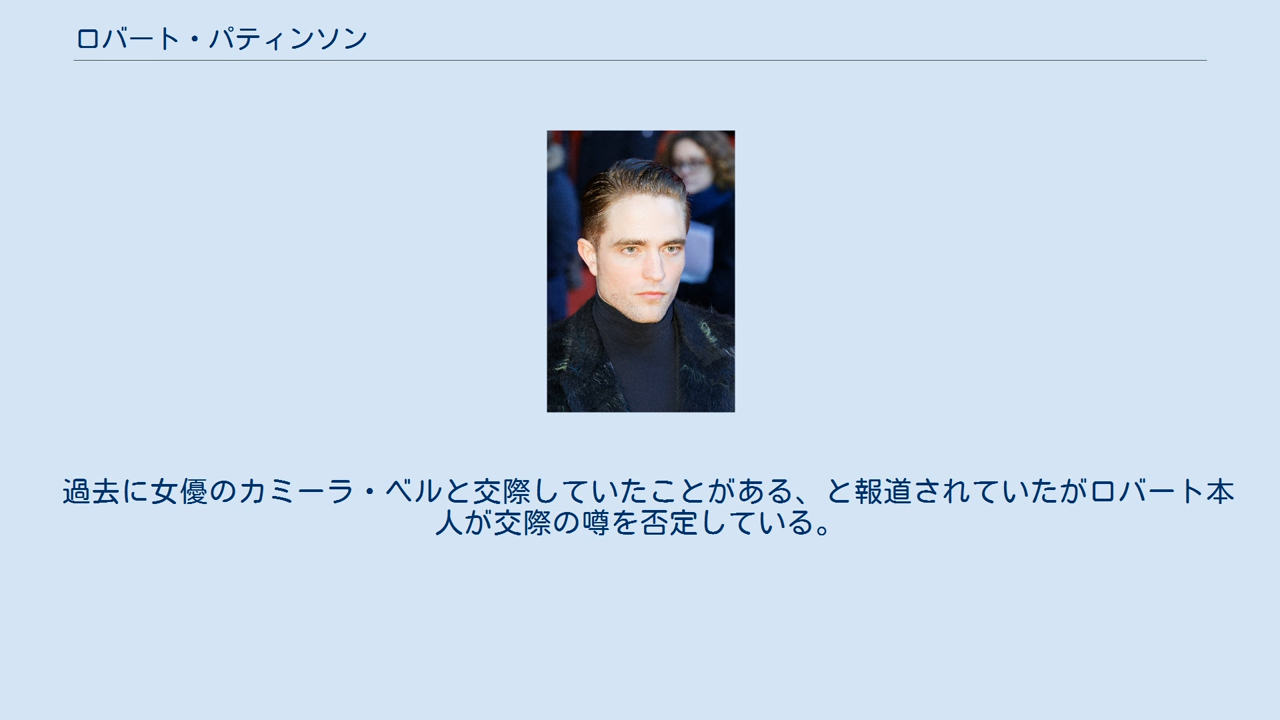 ロバート・パティンソン
過去に女優のカミーラ・ベルと交際していたことがある、と報道されていたがロバート本
人が交際の噂を否定している。